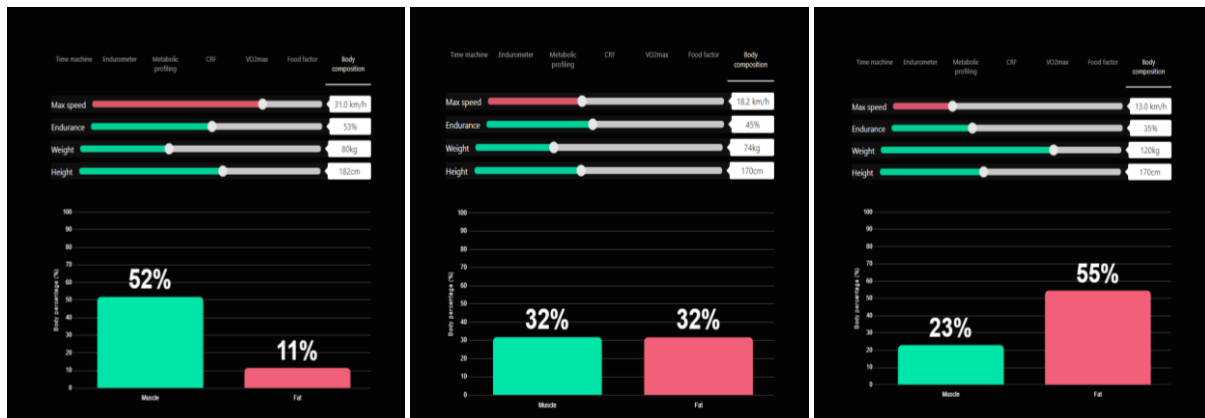 Time machine Endurometer Metabolic profiling CRF VO2max Food factor Body composition
Max speed 31.0 km/h
Endurance 53%
Weight 80kg
Height 182cm
Body percentage (%)
100
90
80
70
60
50
40
30
20
10
0
52%
11%
Muscle Fat
Time machine Endurometer Metabolic profiling CRF VO2max Food factor Body composition
Max speed 18.2 km/h
Endurance 45%
Weight 74kg
Height 170cm
Body percentage (%)
100
90
80
70
60
50
40
30
20
10
0
32%
32%
Muscle Fat
Time machine Endurometer Metabolic profiling CRF VO2max Food factor Body composition
Max speed 13.0 km/h
Endurance 35%
Weight 120kg
Height 170cm
Body percentage (%)
100
90
80
70
60
50
40
30
20
10
0
23%
55%
Muscle Fat